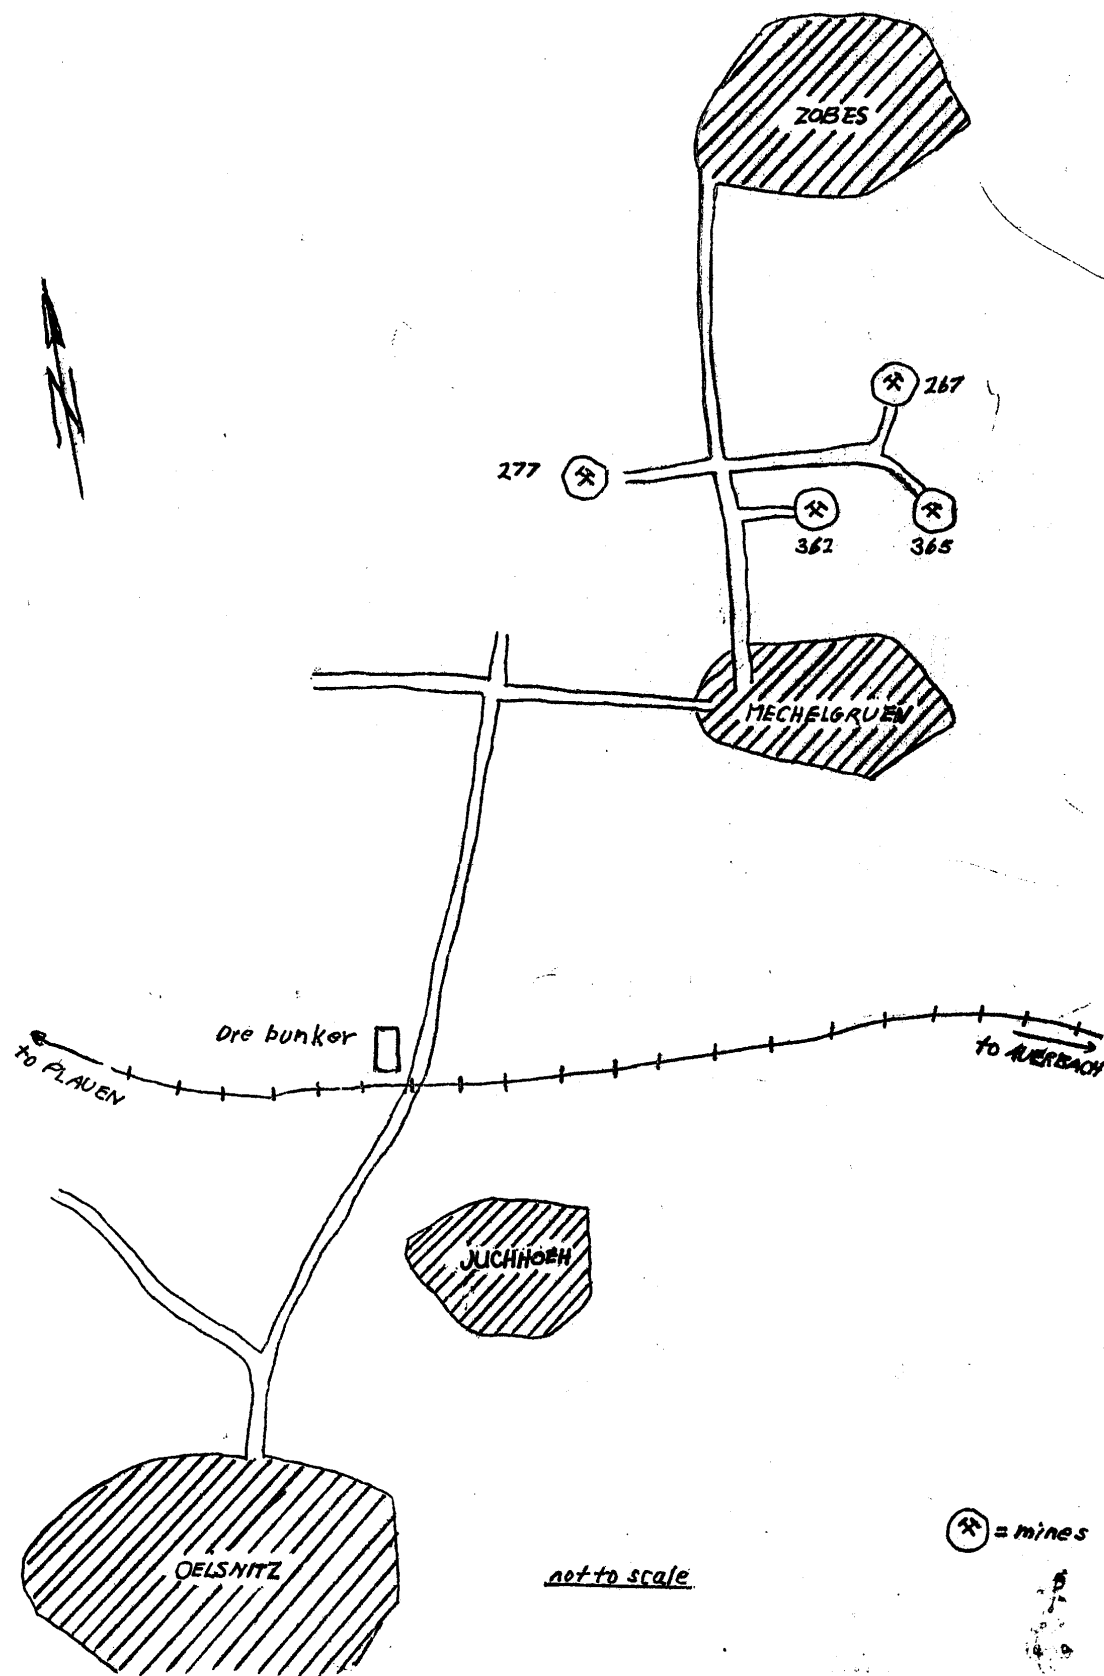 ZOBES
N
267
277
362
365
MECHELGRUEN
Ore bunker
to PLAUEN
to AUERBACH
JUCHHOEH
OELSNITZ
= mines
not to scale